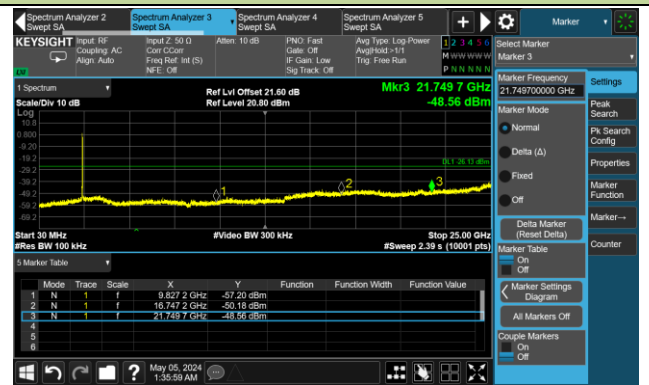 Spectrum Analyzer 2
Swept SA
Spectrum Analyzer 3
Swept SA
Spectrum Analyzer 4
Swept SA
Spectrum Analyzer 5
Swept SA
+
Marker
KEYSIGHT
Input: RF
Coupling: AC
Align: Auto
Input Z: 50 Ω
Corr CCorr
Freq Ref: Int (S)
NFE: Off
Atten: 10 dB
PNO: Fast
Gate: Off
IF Gain: Low
Sig Track: Off
Avg Type: Log-Power
Avg|Hold:>1/1
Trig: Free Run
1 2 3 4 5 6
M W W W W W
P N N N N N
Select Marker
Marker 3
1 Spectrum
Scale/Div 10 dB
Ref Lvl Offset 21.60 dB
Ref Level 20.80 dBm
Mkr3 21.749 7 GHz
-48.56 dBm
Log
10.8
0.800
-9.20
-19.2
-29.2
-39.2
-49.2
-59.2
-69.2
DL1 -26.13 dBm
1
2
3
Start 30 MHz
#Res BW 100 kHz
#Video BW 300 kHz
Stop 25.00 GHz
#Sweep 2.39 s (10001 pts)
5 Marker Table
Mode Trace Scale X Y Function Function Width Function Value
1 N 1 f 9.827 2 GHz -57.20 dBm
2 N 1 f 16.747 2 GHz -50.18 dBm
3 N 1 f 21.749 7 GHz -48.56 dBm
4
5
6
Marker Frequency
21.749700000 GHz
Marker Mode
Normal
Delta (Δ)
Fixed
Off
Delta Marker
(Reset Delta)
Marker Table
On
Off
Marker Settings
Diagram
All Markers Off
Couple Markers
On
Off
Settings
Peak
Search
Pk Search
Config
Properties
Marker
Function
Marker→
Counter
?
May 05, 2024
1:35:59 AM